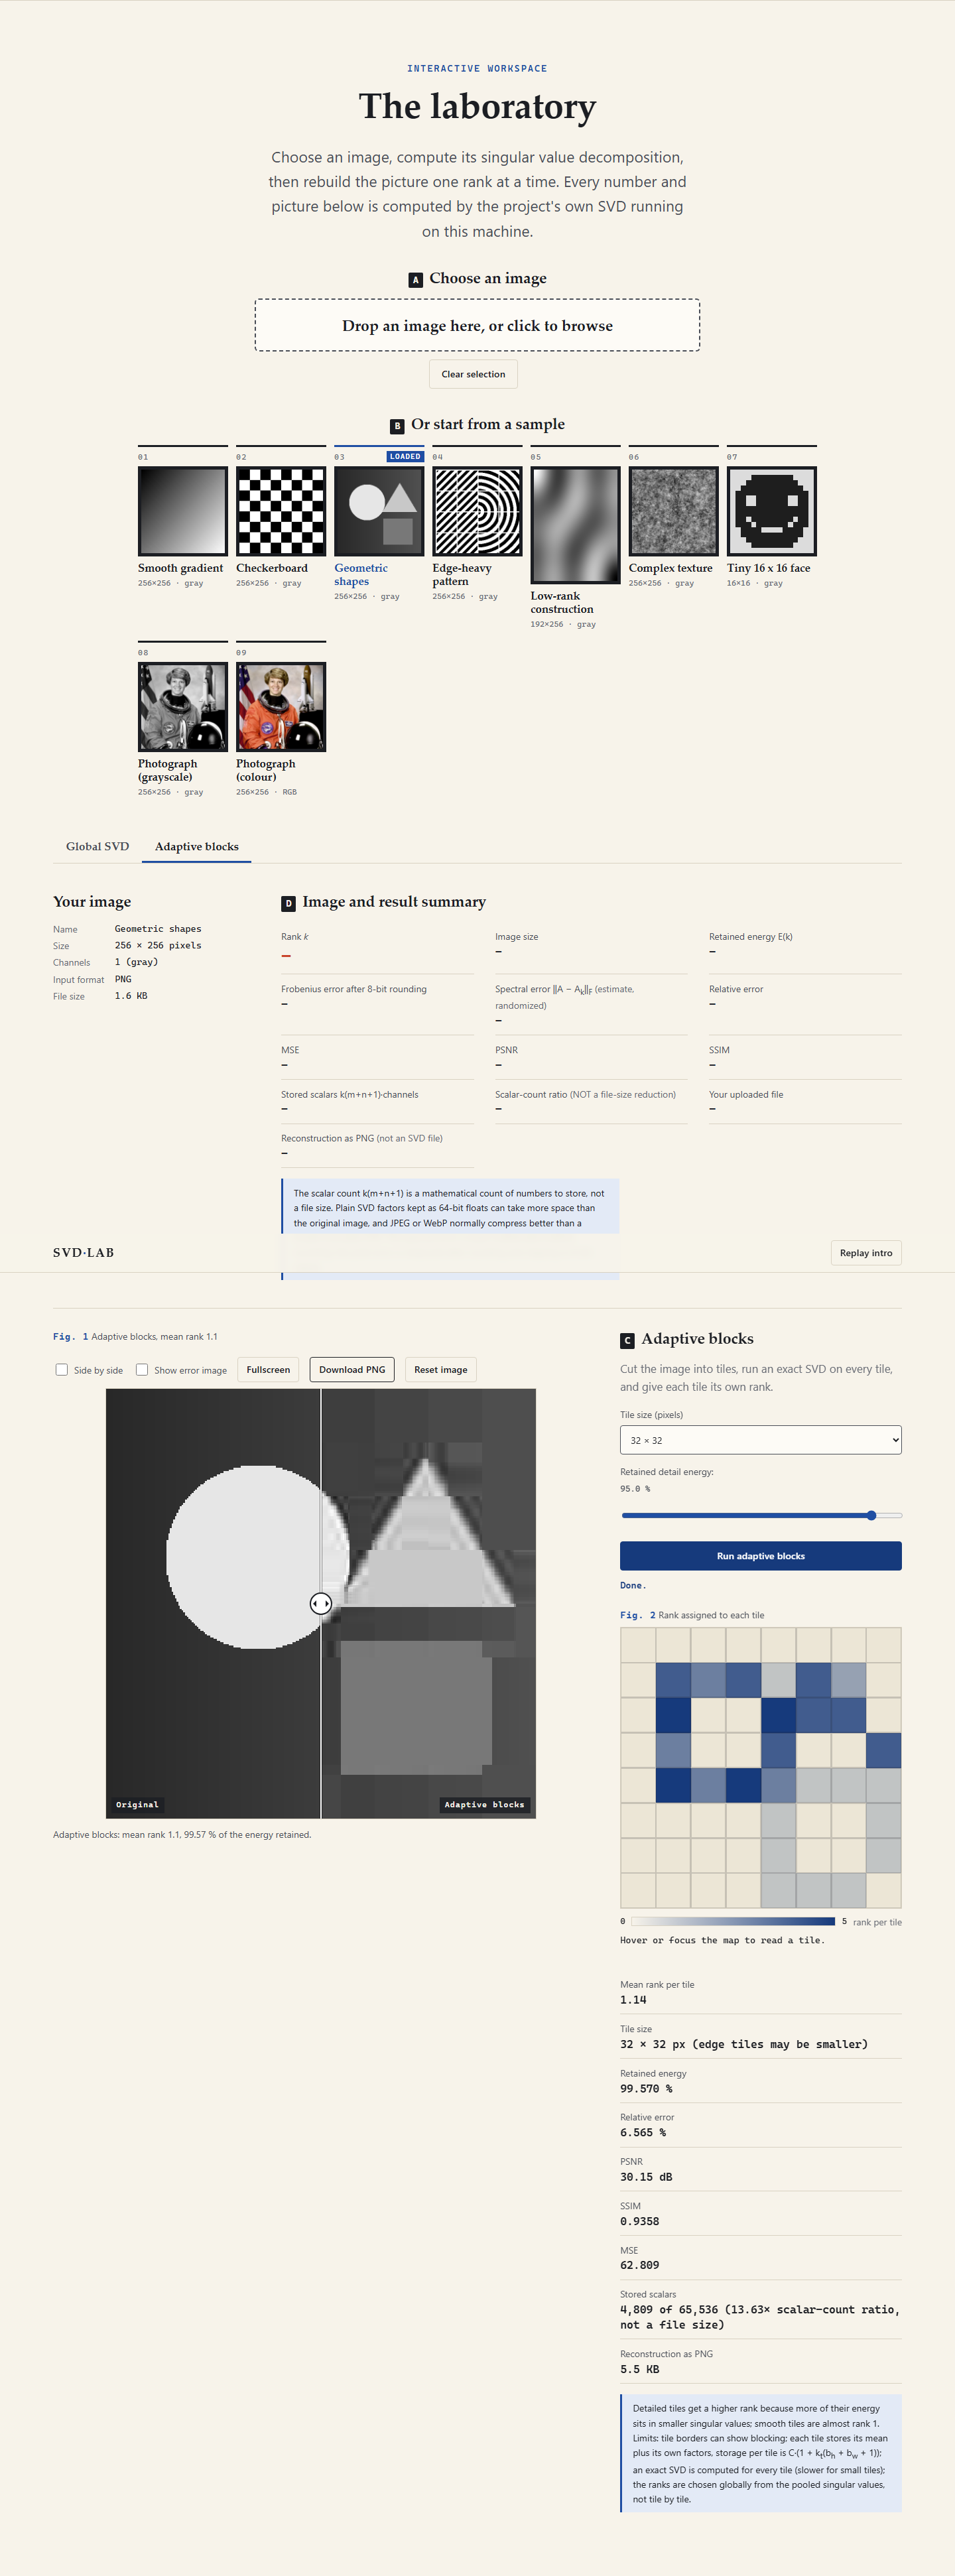 INTERACTIVE WORKSPACE
The laboratory
Choose an image, compute its singular value decomposition,
then rebuild the picture one rank at a time. Every number and
picture below is computed by the project's own SVD running
on this machine.
A Choose an image
Drop an image here, or click to browse
Clear selection
B Or start from a sample
01
02
03 LOADED
04
05
06
07
Smooth gradient
256×256 · gray
Checkerboard
256×256 · gray
Geometric
shapes
256×256 · gray
Edge-heavy
pattern
256×256 · gray
Low-rank
construction
192×256 · gray
Complex texture
256×256 · gray
Tiny 16 x 16 face
16×16 · gray
08
09
Photograph
(grayscale)
256×256 · gray
Photograph
(colour)
256×256 · RGB
Global SVD
Adaptive blocks
Your image
Name Geometric shapes
Size 256 × 256 pixels
Channels 1 (gray)
Input format PNG
File size 1.6 KB
D Image and result summary
Rank k
–
Image size
–
Retained energy E(k)
–
Frobenius error after 8-bit rounding
–
Spectral error ||A − Ak||F (estimate,
randomized)
–
Relative error
–
MSE
–
PSNR
–
SSIM
–
Stored scalars k(m+n+1)·channels
–
Scalar-count ratio (NOT a file-size reduction)
–
Your uploaded file
–
Reconstruction as PNG (not an SVD file)
–
The scalar count k(m+n+1) is a mathematical count of numbers to store, not
a file size. Plain SVD factors kept as 64-bit floats can take more space than
the original image, and JPEG or WebP normally compress better than a
SVD·LAB
Replay intro
Fig. 1 Adaptive blocks, mean rank 1.1
Side by side
Show error image
Fullscreen
Download PNG
Reset image
Original
Adaptive blocks
Adaptive blocks: mean rank 1.1, 99.57 % of the energy retained.
C Adaptive blocks
Cut the image into tiles, run an exact SVD on every tile,
and give each tile its own rank.
Tile size (pixels)
32 × 32
Retained detail energy:
95.0 %
Run adaptive blocks
Done.
Fig. 2 Rank assigned to each tile
0 5 rank per tile
Hover or focus the map to read a tile.
Mean rank per tile
1.14
Tile size
32 × 32 px (edge tiles may be smaller)
Retained energy
99.570 %
Relative error
6.565 %
PSNR
30.15 dB
SSIM
0.9358
MSE
62.809
Stored scalars
4,809 of 65,536 (13.63× scalar-count ratio,
not a file size)
Reconstruction as PNG
5.5 KB
Detailed tiles get a higher rank because more of their energy
sits in smaller singular values; smooth tiles are almost rank 1.
Limits: tile borders can show blocking; each tile stores its mean
plus its own factors, storage per tile is C·(1 + kt(bh + bw + 1));
an exact SVD is computed for every tile (slower for small tiles);
the ranks are chosen globally from the pooled singular values,
not tile by tile.